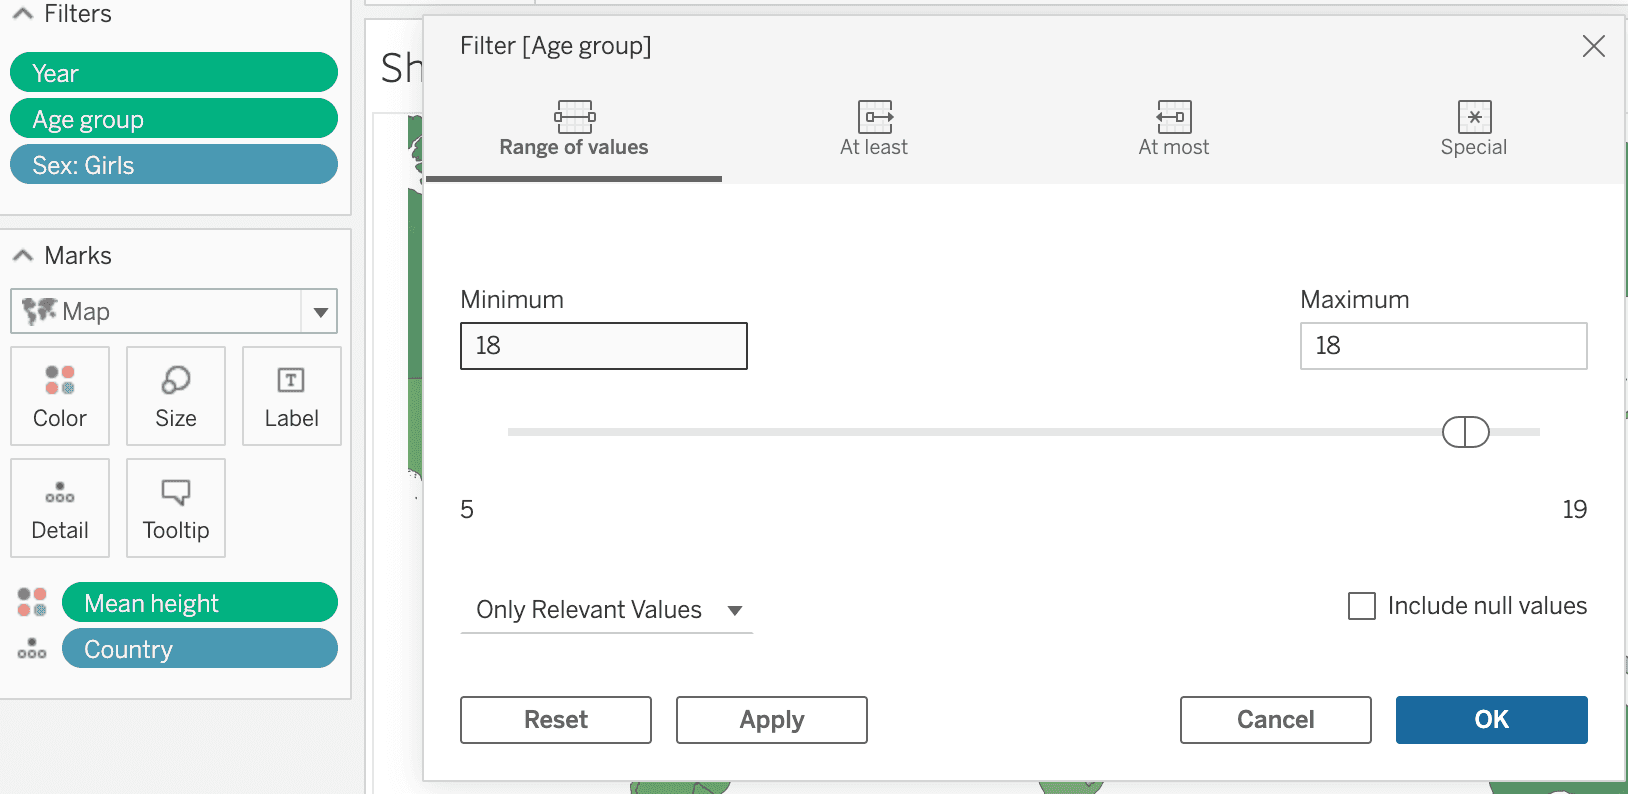 Filters
Year
Age group
Sex: Girls
Marks
Map
Color
Size
Label
Detail
Tooltip
Mean height
Country
Sh
Filter [Age group]
Range of values
At least
At most
Special
Minimum
Maximum
18
18
5
19
Only Relevant Values
Include null values
Reset
Apply
Cancel
OK